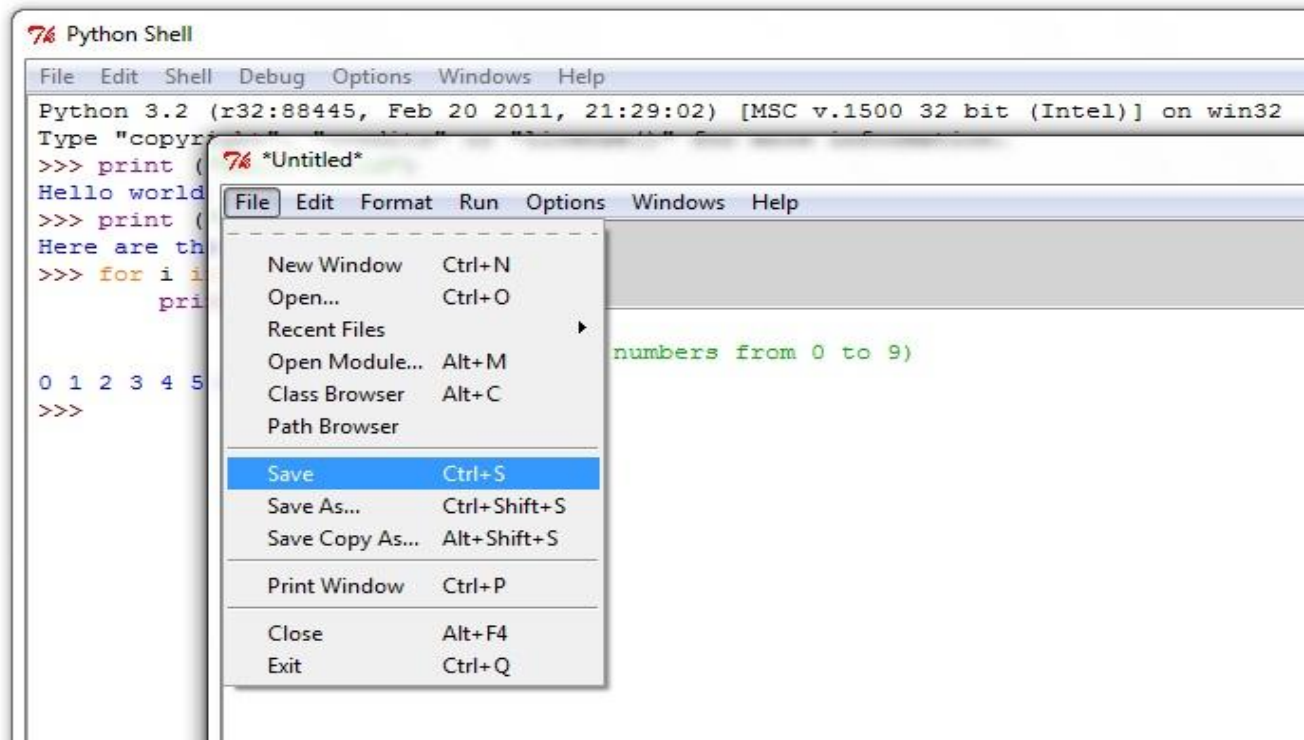 Python Shell
File Edit Shell Debug Options Windows Help
Python 3.2 (r32:88445, Feb 20 2011, 21:29:02) [MSC v.1500 32 bit (Intel)] on win32
Type "copyr
>>> print (
Hello world
>>> print (
Here are th
>>> for i i
pri
0 1 2 3 4 5
>>>
*Untitled*
File Edit Format Run Options Windows Help
New Window Ctrl+N
Open... Ctrl+O
Recent Files
Open Module... Alt+M
Class Browser Alt+C
Path Browser
Save Ctrl+S
Save As... Ctrl+Shift+S
Save Copy As... Alt+Shift+S
Print Window Ctrl+P
Close Alt+F4
Exit Ctrl+Q
numbers from 0 to 9)